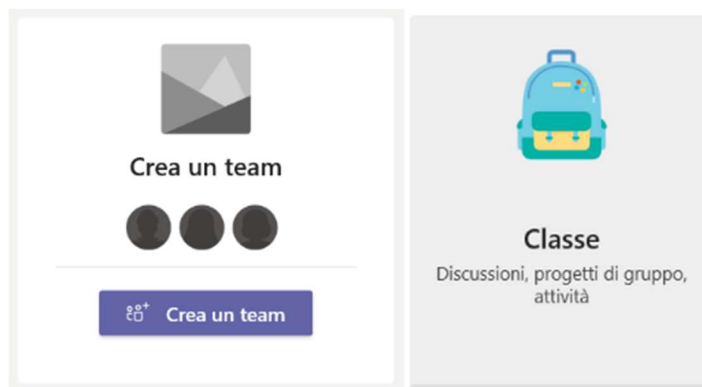 Crea un team
Crea un team
Classe
Discussioni, progetti di gruppo,
attività